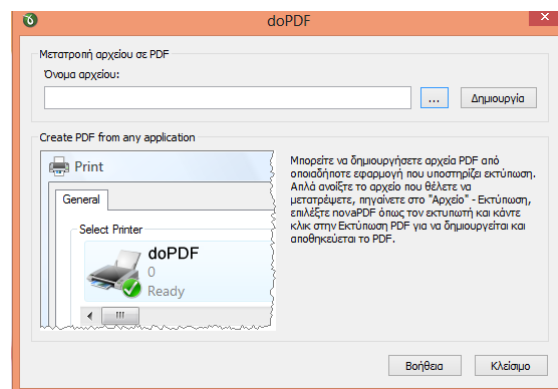 doPDF
Μετατροπή αρχείου σε PDF
Όνομα αρχείου:
... Δημιουργία
Create PDF from any application
Print
General
Select Printer
doPDF
0
Ready
Μπορείτε να δημιουργήσετε αρχεία PDF από
οποιαδήποτε εφαρμογή που υποστηρίζει εκτύπωση.
Απλά ανοίξτε το αρχείο που θέλετε να
μετατρέψετε, πηγαίνετε στο "Αρχείο" - Εκτύπωση,
επιλέξτε novaPDF όπως τον εκτυπωτή και κάντε
κλικ στην Εκτύπωση PDF για να δημιουργείται και
αποθηκεύεται το PDF.
Βοήθεια Κλείσιμο